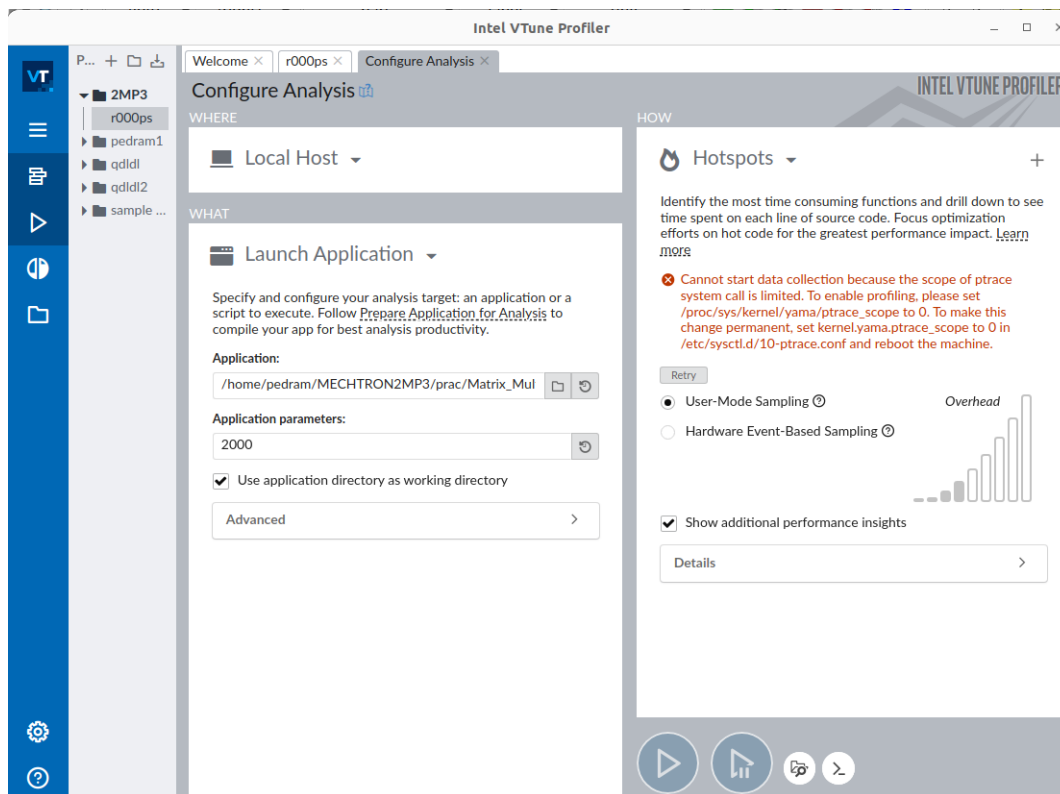 Intel VTune Profiler
P...
Welcome
r000ps
Configure Analysis
VT
2MP3
r000ps
pedram1
qdldl
qdldl2
sample ...
Configure Analysis
INTEL VTUNE PROFILER
WHERE
Local Host
WHAT
Launch Application
Specify and configure your analysis target: an application or a
script to execute. Follow Prepare Application for Analysis to
compile your app for best analysis productivity.
Application:
/home/pedram/MECHTRON2MP3/prac/Matrix_Mul
Application parameters:
2000
Use application directory as working directory
Advanced
HOW
Hotspots
Identify the most time consuming functions and drill down to see
time spent on each line of source code. Focus optimization
efforts on hot code for the greatest performance impact. Learn
more
Cannot start data collection because the scope of ptrace
system call is limited. To enable profiling, please set
/proc/sys/kernel/yama/ptrace_scope to 0. To make this
change permanent, set kernel.yama.ptrace_scope to 0 in
/etc/sysctl.d/10-ptrace.conf and reboot the machine.
Retry
User-Mode Sampling
Overhead
Hardware Event-Based Sampling
Show additional performance insights
Details